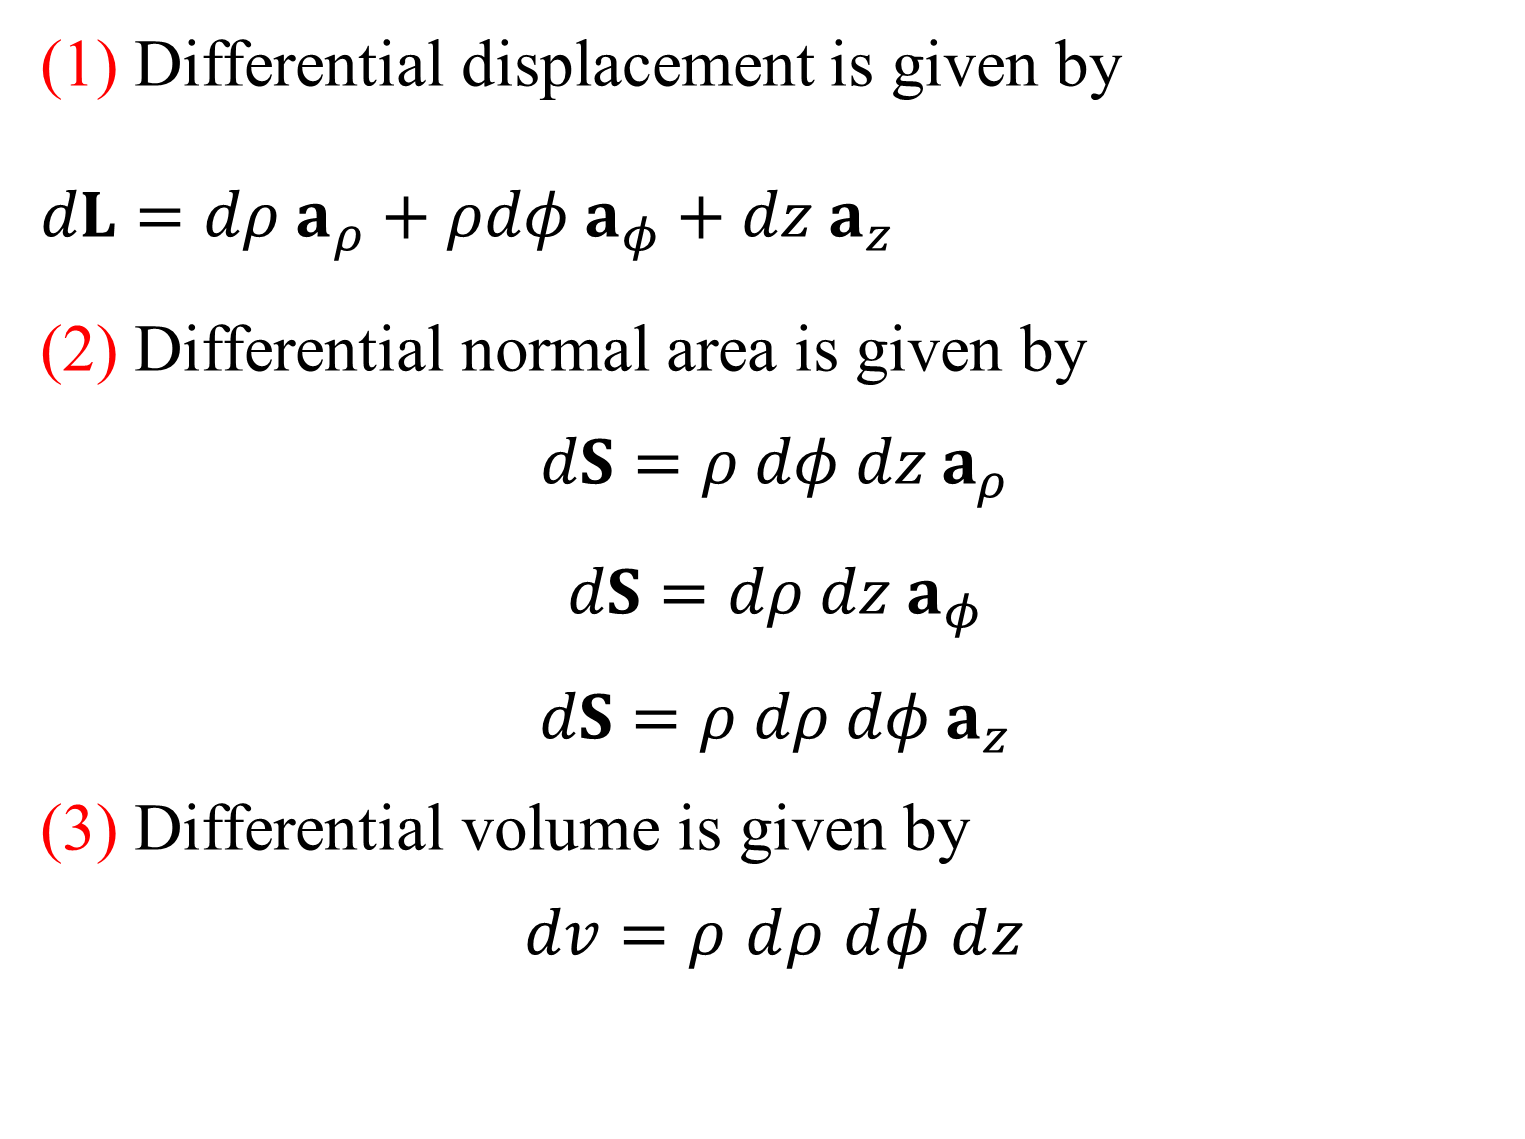 (1) Differential displacement is given by
d𝐋 = dρ 𝐚_ρ + ρdϕ 𝐚_ϕ + dz 𝐚_z
(2) Differential normal area is given by
d𝐒 = ρ dϕ dz 𝐚_ρ
d𝐒 = dρ dz 𝐚_ϕ
d𝐒 = ρ dρ dϕ 𝐚_z
(3) Differential volume is given by
dv = ρ dρ dϕ dz